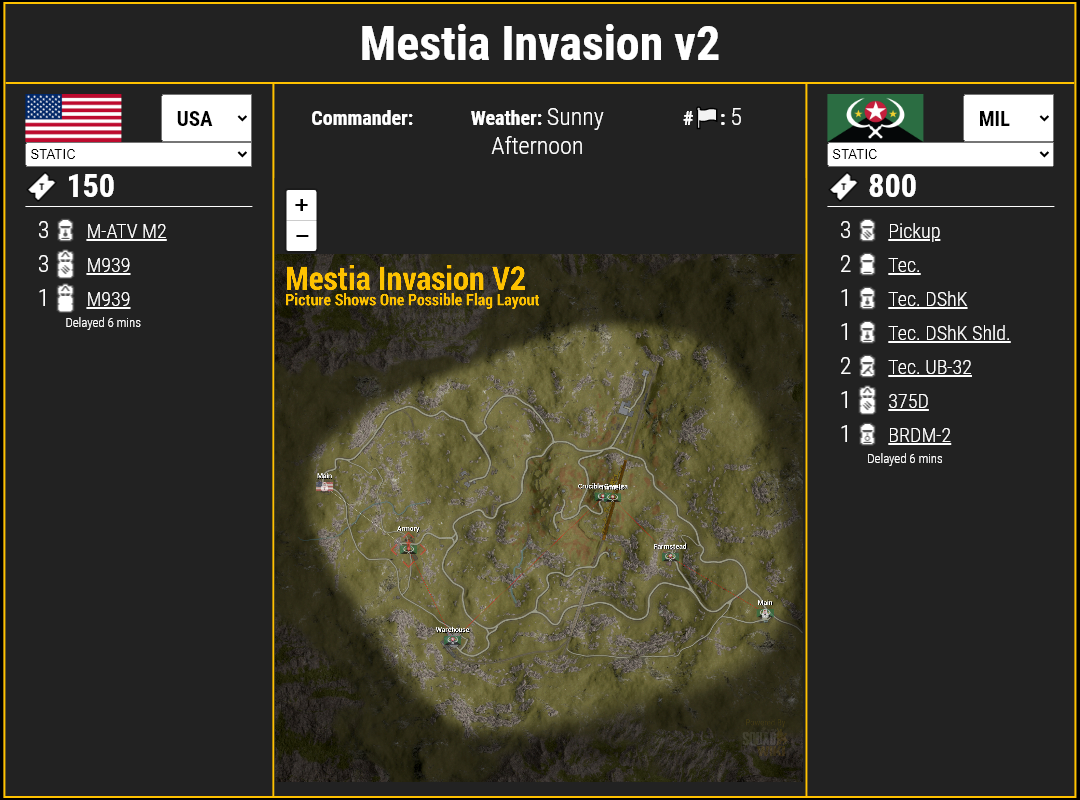 Mestia Invasion v2
USA
STATIC
150
3 M-ATV M2
3 M939
1 M939
Delayed 6 mins
Commander:
Weather: Sunny
Afternoon
# : 5
+
−
Mestia Invasion V2
Picture Shows One Possible Flag Layout
Main
Crucible
Armory
Farmstead
Main
Warehouse
SQUAD
MIL
STATIC
800
3 Pickup
2 Tec.
1 Tec. DShK
1 Tec. DShK Shld.
2 Tec. UB-32
1 375D
1 BRDM-2
Delayed 6 mins